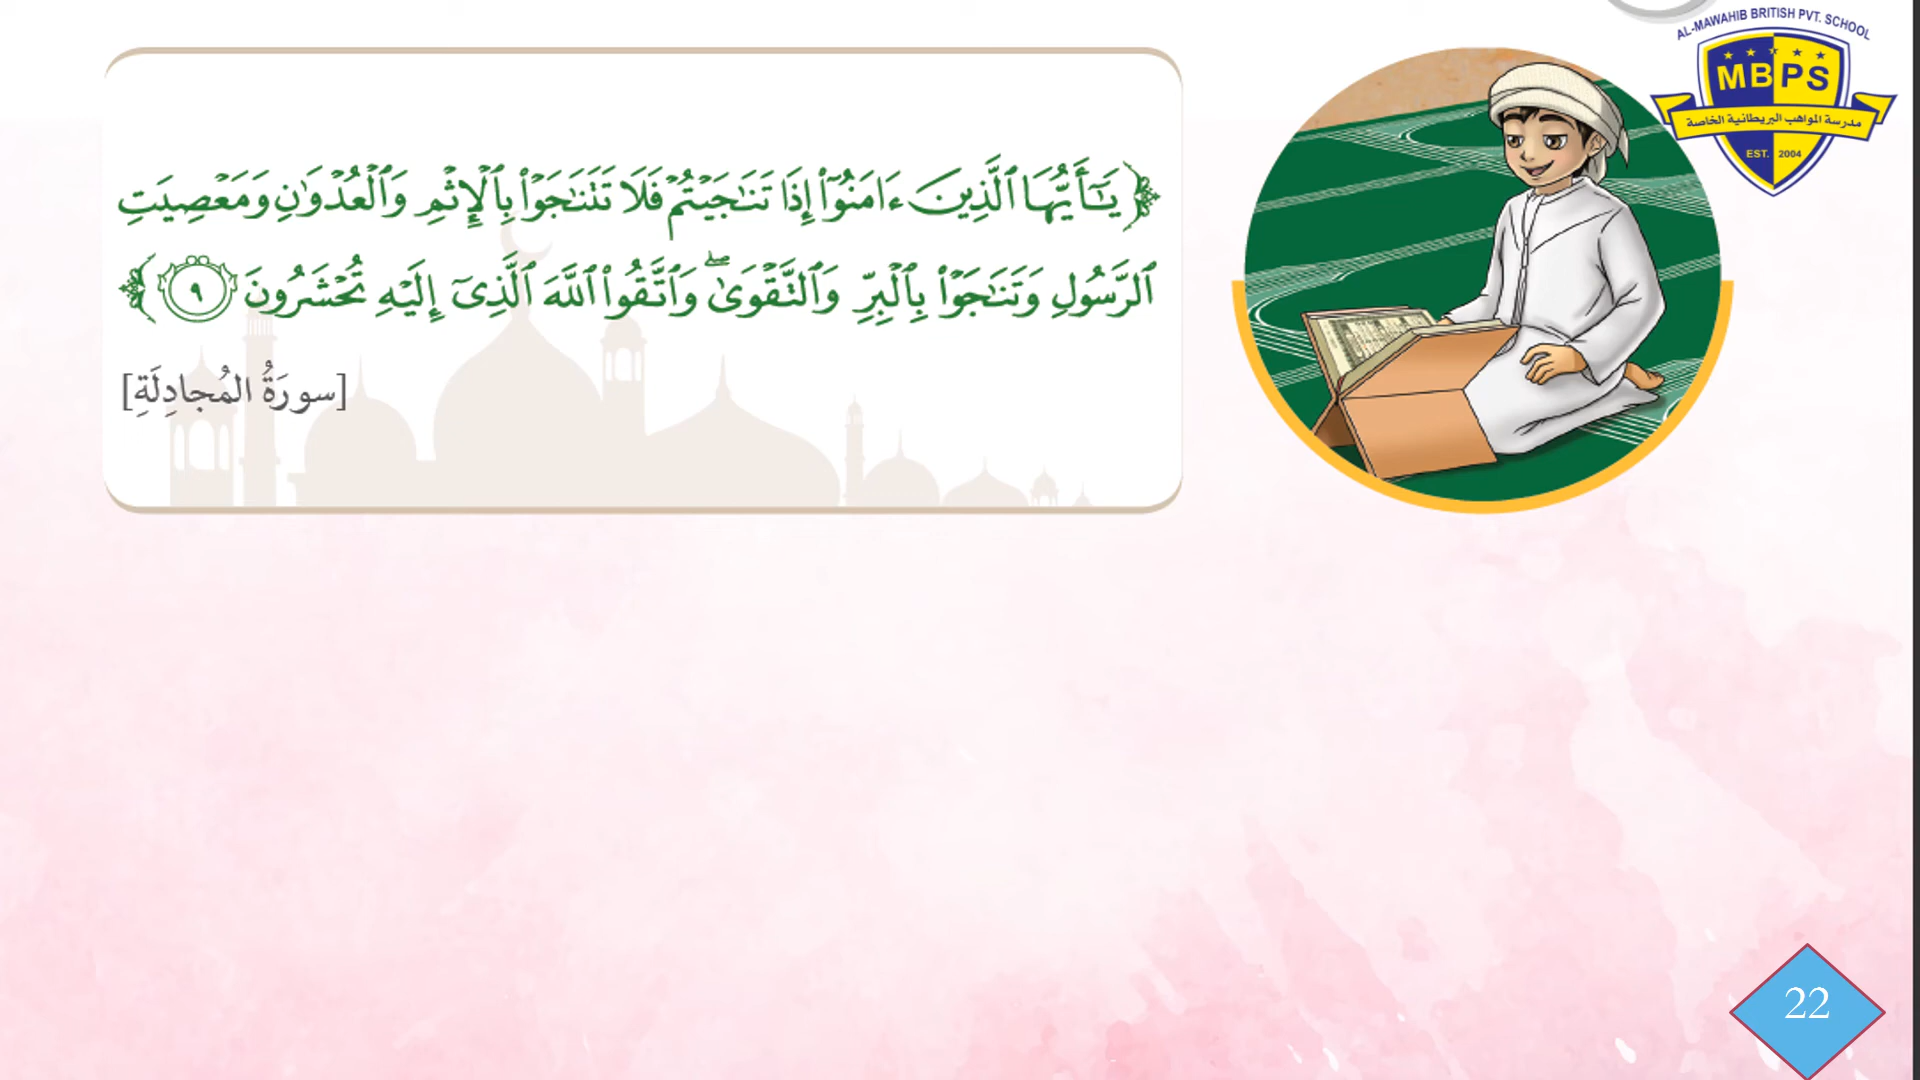 AL-MAWAHIB BRITISH PVT. SCHOOL
MBPS
مدرسة المواهب البريطانية الخاصة
EST. 2004
﴿يَٰٓأَيُّهَا ٱلَّذِينَ ءَامَنُوٓا۟ إِذَا تَنَٰجَيْتُمْ فَلَا تَتَنَٰجَوْا۟ بِٱلْإِثْمِ وَٱلْعُدْوَٰنِ وَمَعْصِيَتِ
ٱلرَّسُولِ وَتَنَٰجَوْا۟ بِٱلْبِرِّ وَٱلتَّقْوَىٰ ۖ وَٱتَّقُوا۟ ٱللَّهَ ٱلَّذِىٓ إِلَيْهِ تُحْشَرُونَ ٩﴾
[سورَةُ المُجادِلَةِ]
22